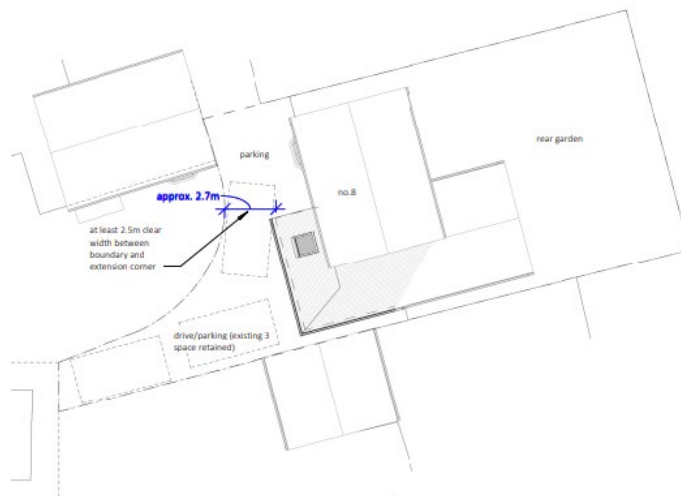 parking
rear garden
no.8
approx. 2.7m
at least 2.5m clear
width between
boundary and
extension corner
drive/parking (existing 3
space retained)